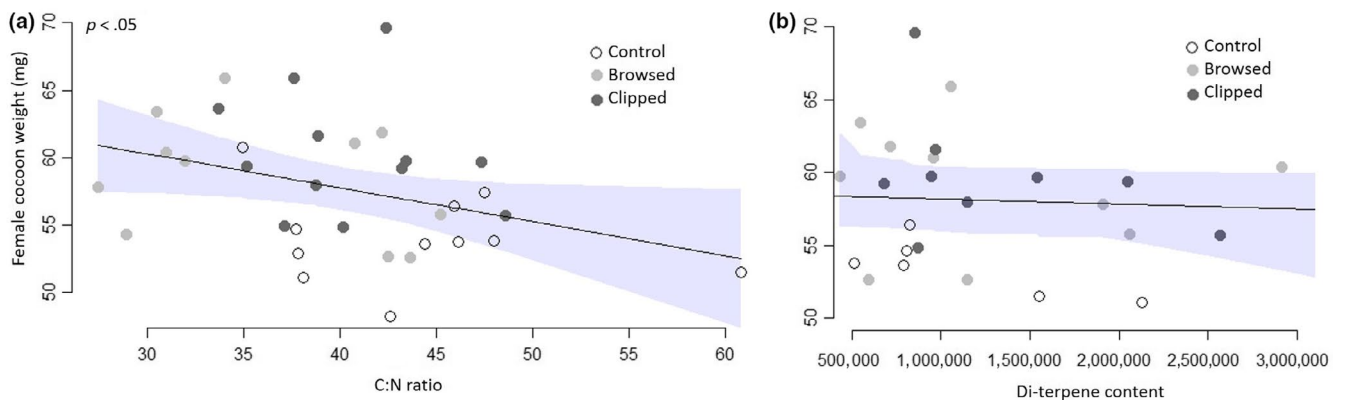 (a)
p < .05
Female cocoon weight (mg)
70
65
60
55
50
Control
Browsed
Clipped
30 35 40 45 50 55 60
C:N ratio
(b)
70
65
60
55
50
Control
Browsed
Clipped
500,000 1,000,000 1,500,000 2,000,000 2,500,000 3,000,000
Di-terpene content